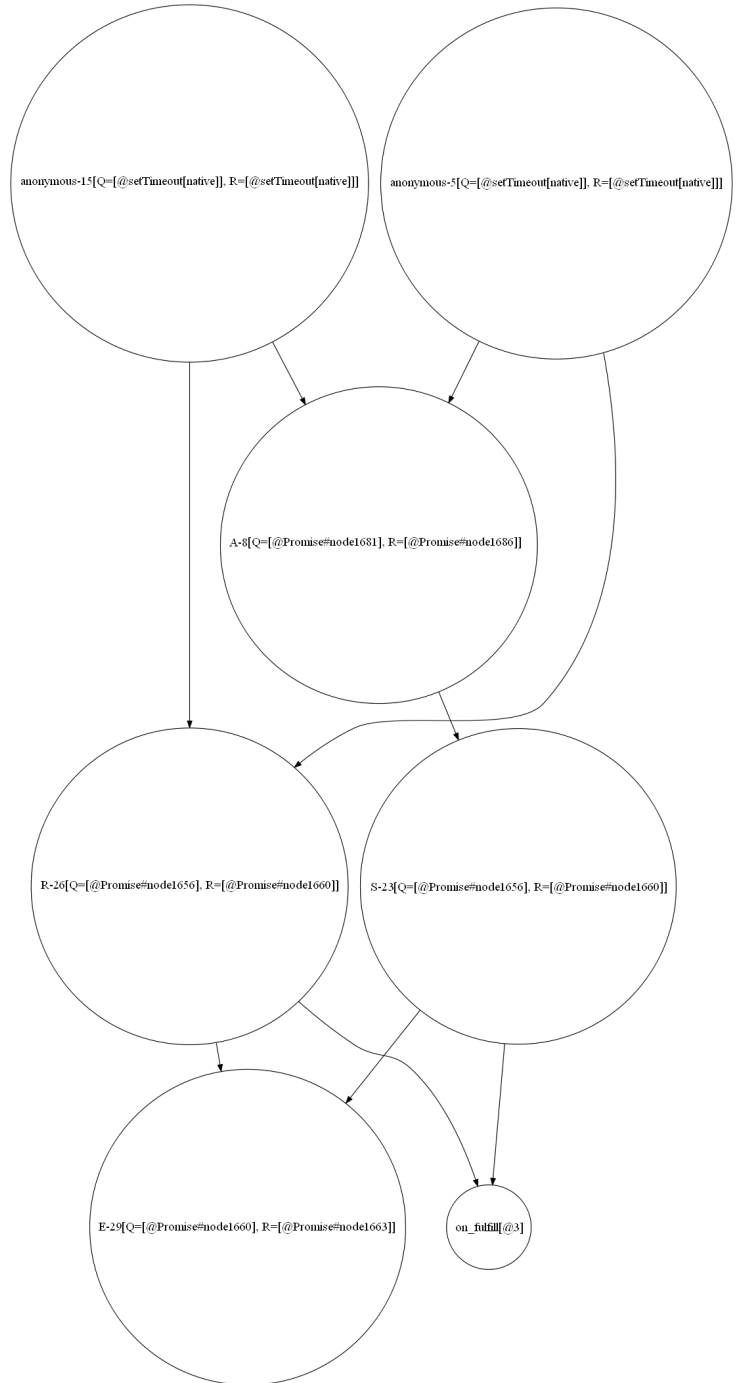 anonymous-15[Q=[@setTimeout[native]], R=[@setTimeout[native]]]
anonymous-5[Q=[@setTimeout[native]], R=[@setTimeout[native]]]
A-8[Q=[@Promise#node1681], R=[@Promise#node1686]]
R-26[Q=[@Promise#node1656], R=[@Promise#node1660]]
S-23[Q=[@Promise#node1656], R=[@Promise#node1660]]
E-29[Q=[@Promise#node1660], R=[@Promise#node1663]]
on_fulfill[@3]